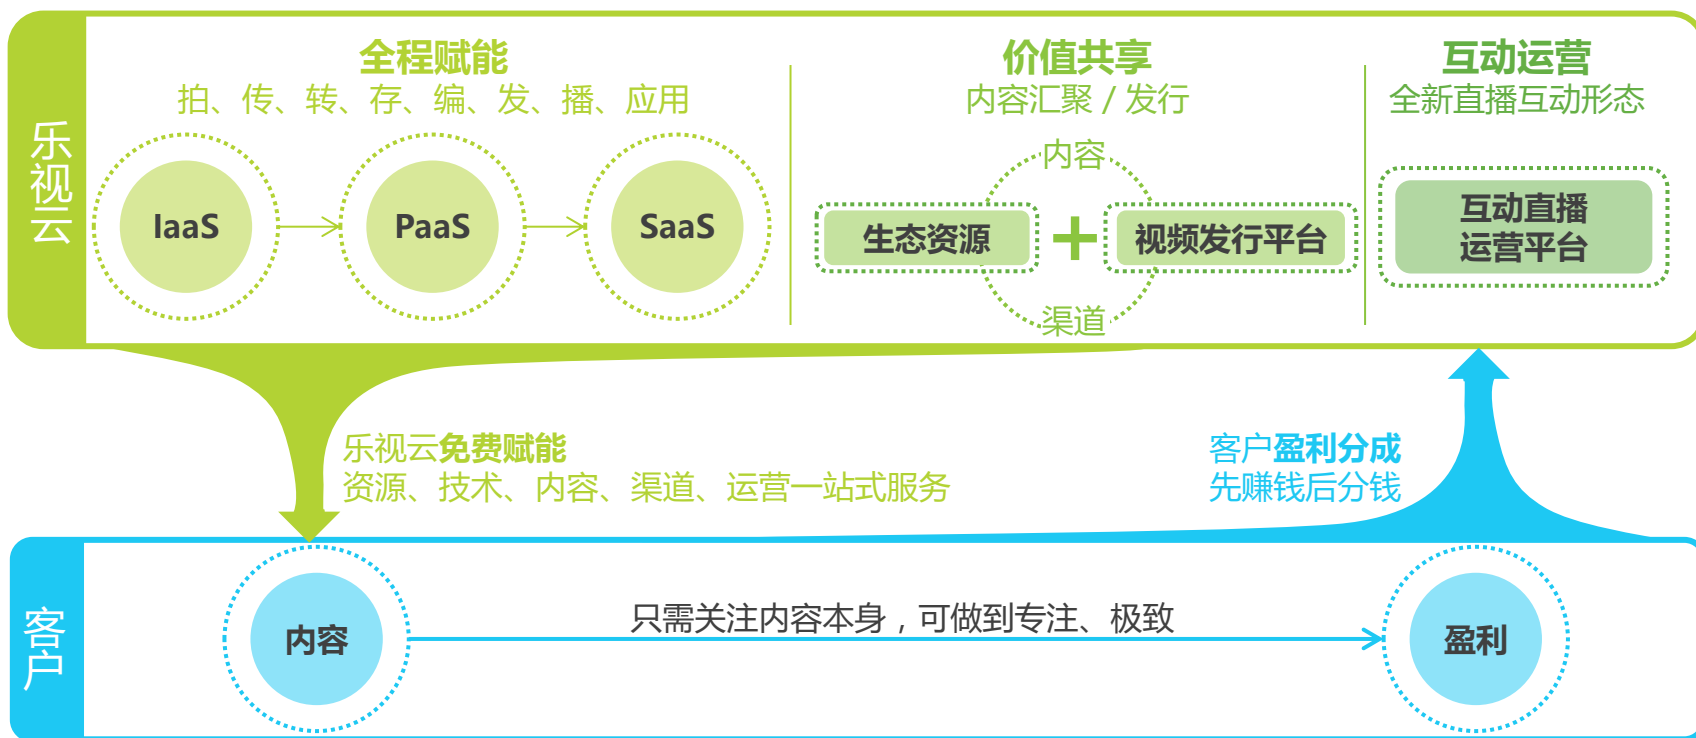 乐视云
全程赋能
拍、传、转、存、编、发、播、应用
IaaS
PaaS
SaaS
价值共享
内容汇聚 / 发行
内容
生态资源
+
视频发行平台
渠道
互动运营
全新直播互动形态
互动直播
运营平台
乐视云免费赋能
资源、技术、内容、渠道、运营一站式服务
客户盈利分成
先赚钱后分钱
客户
内容
只需关注内容本身，可做到专注、极致
盈利